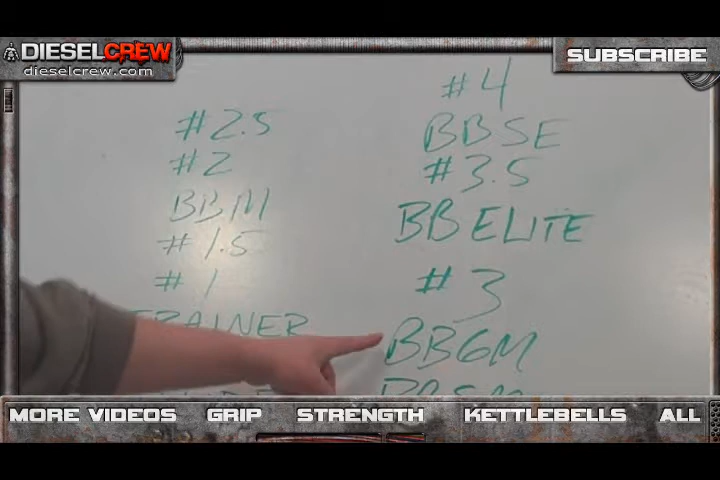 DIESELCREW
dieselcrew.com
SUBSCRIBE
#2.5
#2
BBM
#1.5
#1
TRAINER
#4
BBSE
#3.5
BB ELITE
#3
BBGM
MORE VIDEOS GRIP STRENGTH KETTLEBELLS ALL